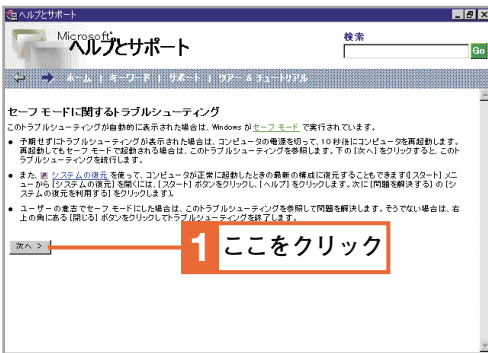 ヘルプとサポート
Microsoft
ヘルプとサポート
検索
Go
ホーム | キーワード | サポート | ツアー & チュートリアル
セーフ モードに関するトラブルシューティング
このトラブルシューティングが自動的に表示された場合は、Windows が セーフ モード で実行されています。
● 予期せずにトラブルシューティングが表示された場合は、コンピュータの電源を切って、10 秒後にコンピュータを再起動します。
再起動してもセーフ モードで起動される場合は、このトラブルシューティングを参照します。下の [次へ] をクリックすると、このト
ラブルシューティングを続行します。
● また、システムの復元 を使って、コンピュータが正常に起動したときの最新の構成に復元することもできます([スタート] メニ
ューから [システムの復元] を開くには、[スタート] ボタンをクリックし、[ヘルプ] をクリックします。次に [問題を解決する] の [シ
ステムの復元を利用する] をクリックします)。
● ユーザーの意志でセーフ モードにした場合は、このトラブルシューティングを参照して問題を解決します。そうでない場合は、右
上の角にある [閉じる] ボタンをクリックしてトラブルシューティングを終了します。
次へ >
1 ここをクリック